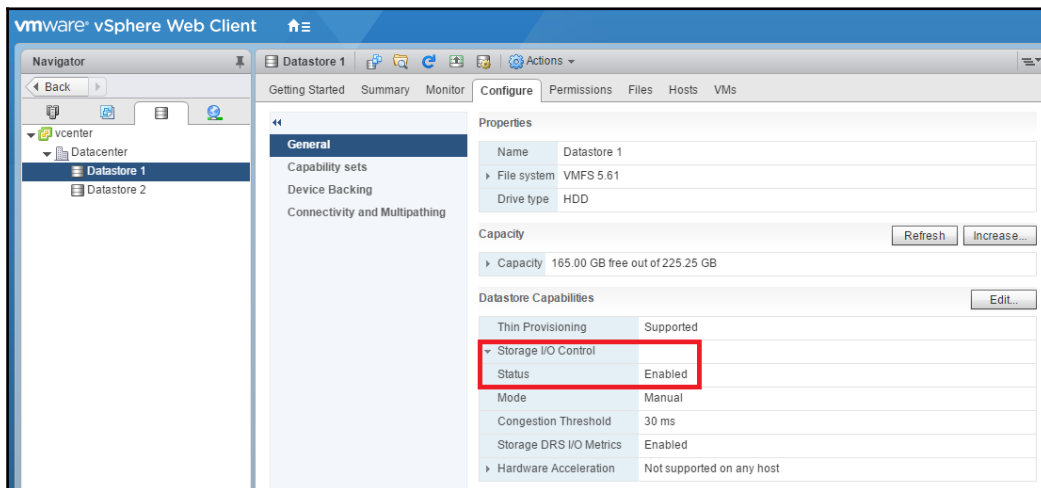 vmware® vSphere Web Client
Navigator
Back
vcenter
Datacenter
Datastore 1
Datastore 2
Datastore 1 Actions
Getting Started Summary Monitor Configure Permissions Files Hosts VMs
General
Capability sets
Device Backing
Connectivity and Multipathing
Properties
Name Datastore 1
File system VMFS 5.61
Drive type HDD
Capacity Refresh Increase...
Capacity 165.00 GB free out of 225.25 GB
Datastore Capabilities Edit...
Thin Provisioning Supported
Storage I/O Control
Status Enabled
Mode Manual
Congestion Threshold 30 ms
Storage DRS I/O Metrics Enabled
Hardware Acceleration Not supported on any host